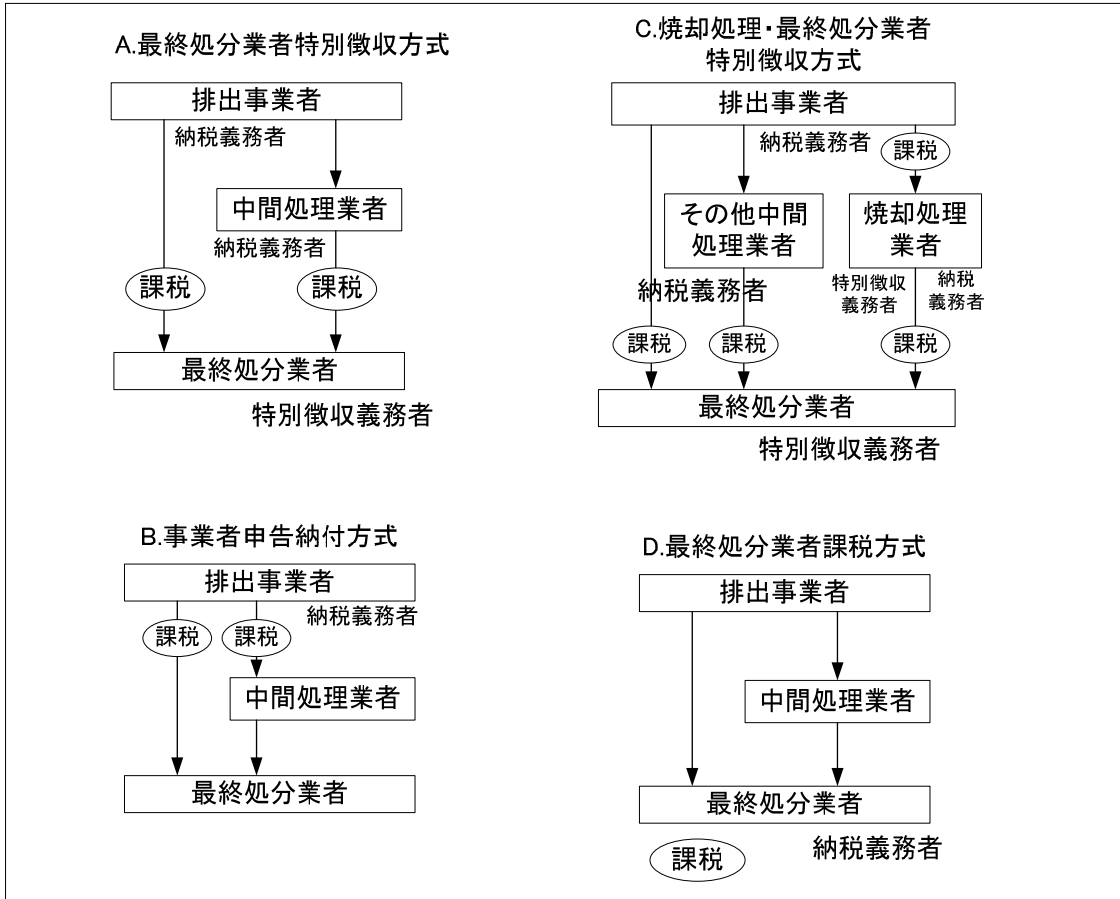 A.最終処分業者特別徴収方式
排出事業者
納税義務者
中間処理業者
納税義務者
課税
課税
最終処分業者
特別徴収義務者
C.焼却処理・最終処分業者
特別徴収方式
排出事業者
納税義務者
課税
その他中間
処理業者
焼却処理
業者
納税義務者
特別徴収
義務者
納税
義務者
課税
課税
課税
最終処分業者
特別徴収義務者
B.事業者申告納付方式
排出事業者
納税義務者
課税
課税
中間処理業者
最終処分業者
D.最終処分業者課税方式
排出事業者
中間処理業者
最終処分業者
納税義務者
課税